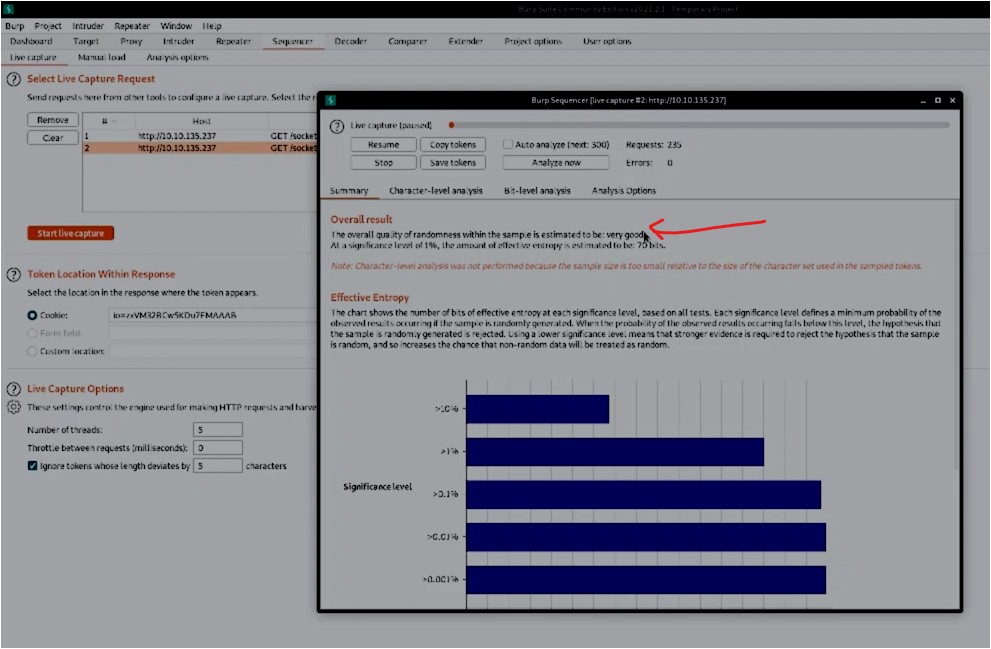 Burp Suite Community Edition v2021.2.1 - Temporary Project
Burp Project Intruder Repeater Window Help
Dashboard Target Proxy Intruder Repeater Sequencer Decoder Comparer Extender Project options User options
Live capture Manual load Analysis options
Select Live Capture Request
Send requests here from other tools to configure a live capture. Select the r
Remove
Clear
# Host
1 http://10.10.135.237 GET /socket
2 http://10.10.135.237 GET /socket
Start live capture
Token Location Within Response
Select the location in the response where the token appears.
Cookie:
Form field:
Custom location:
Live Capture Options
These settings control the engine used for making HTTP requests and harve
Number of threads: 5
Throttle between requests (milliseconds): 0
Ignore tokens whose length deviates by 5 characters
Burp Sequencer [live capture #2: http://10.10.135.237]
Live capture (paused)
Resume Copy tokens Auto analyze (next: 300) Requests: 235
Stop Save tokens Analyze now Errors: 0
Summary Character-level analysis Bit-level analysis Analysis Options
Overall result
The overall quality of randomness within the sample is estimated to be: very good.
At a significance level of 1%, the amount of effective entropy is estimated to be: 70 bits.
Note: Character-level analysis was not performed because the sample size is too small relative to the size of the character set used in the sampled tokens.
Effective Entropy
The chart shows the number of bits of effective entropy at each significance level, based on all tests. Each significance level defines a minimum probability of the
observed results occurring if the sample is randomly generated. When the probability of the observed results occurring falls below this level, the hypothesis that
the sample is randomly generated is rejected. Using a lower significance level means that stronger evidence is required to reject the hypothesis that the sample
is random, and so increases the chance that non-random data will be treated as random.
>10%
>1%
Significance level
>0.1%
>0.01%
>0.001%